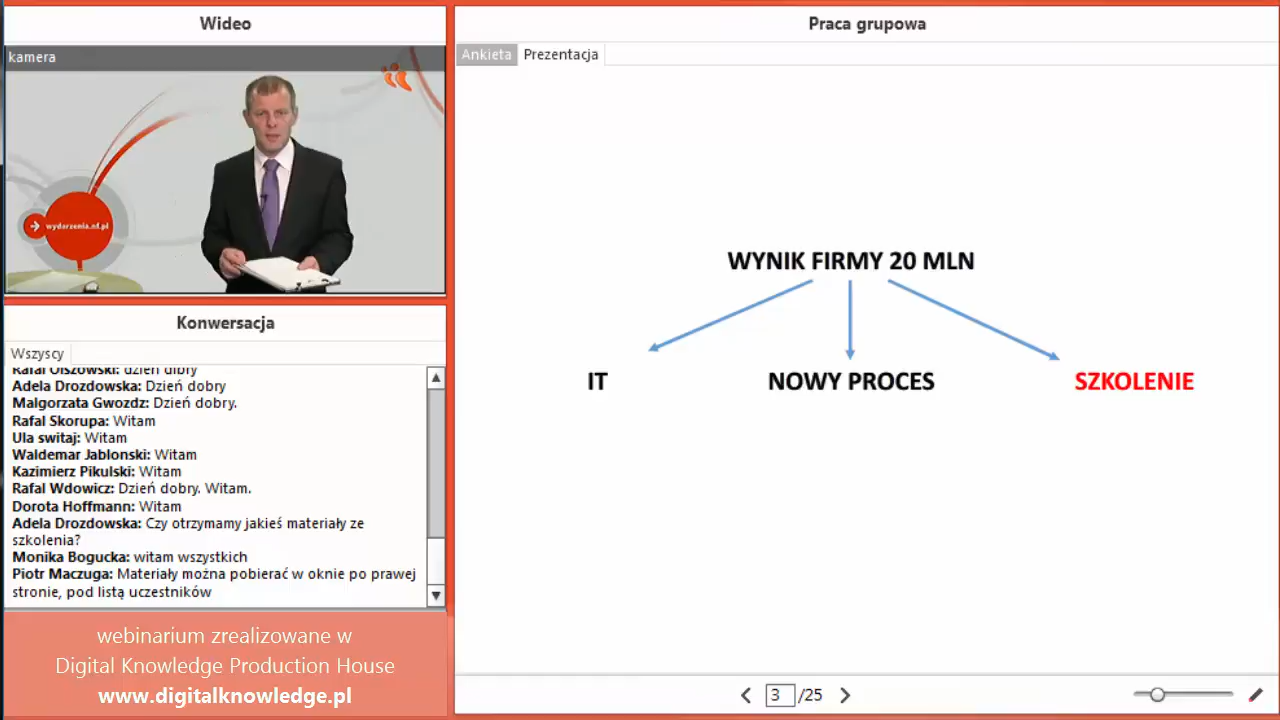 Wideo
kamera
wydarzenia.nf.pl
Konwersacja
Wszyscy
Rafał Olszowski: dzień dibry
Adela Drozdowska: Dzień dobry
Malgorzata Gwozdz: Dzień dobry.
Rafal Skorupa: Witam
Ula switaj: Witam
Waldemar Jablonski: Witam
Kazimierz Pikulski: Witam
Rafal Wdowicz: Dzień dobry. Witam.
Dorota Hoffmann: Witam
Adela Drozdowska: Czy otrzymamy jakieś materiały ze
szkolenia?
Monika Bogucka: witam wszystkich
Piotr Maczuga: Materiały można pobierać w oknie po prawej
stronie, pod listą uczestników
webinarium zrealizowane w
Digital Knowledge Production House
www.digitalknowledge.pl
Praca grupowa
Ankieta Prezentacja
WYNIK FIRMY 20 MLN
IT NOWY PROCES SZKOLENIE
3 /25